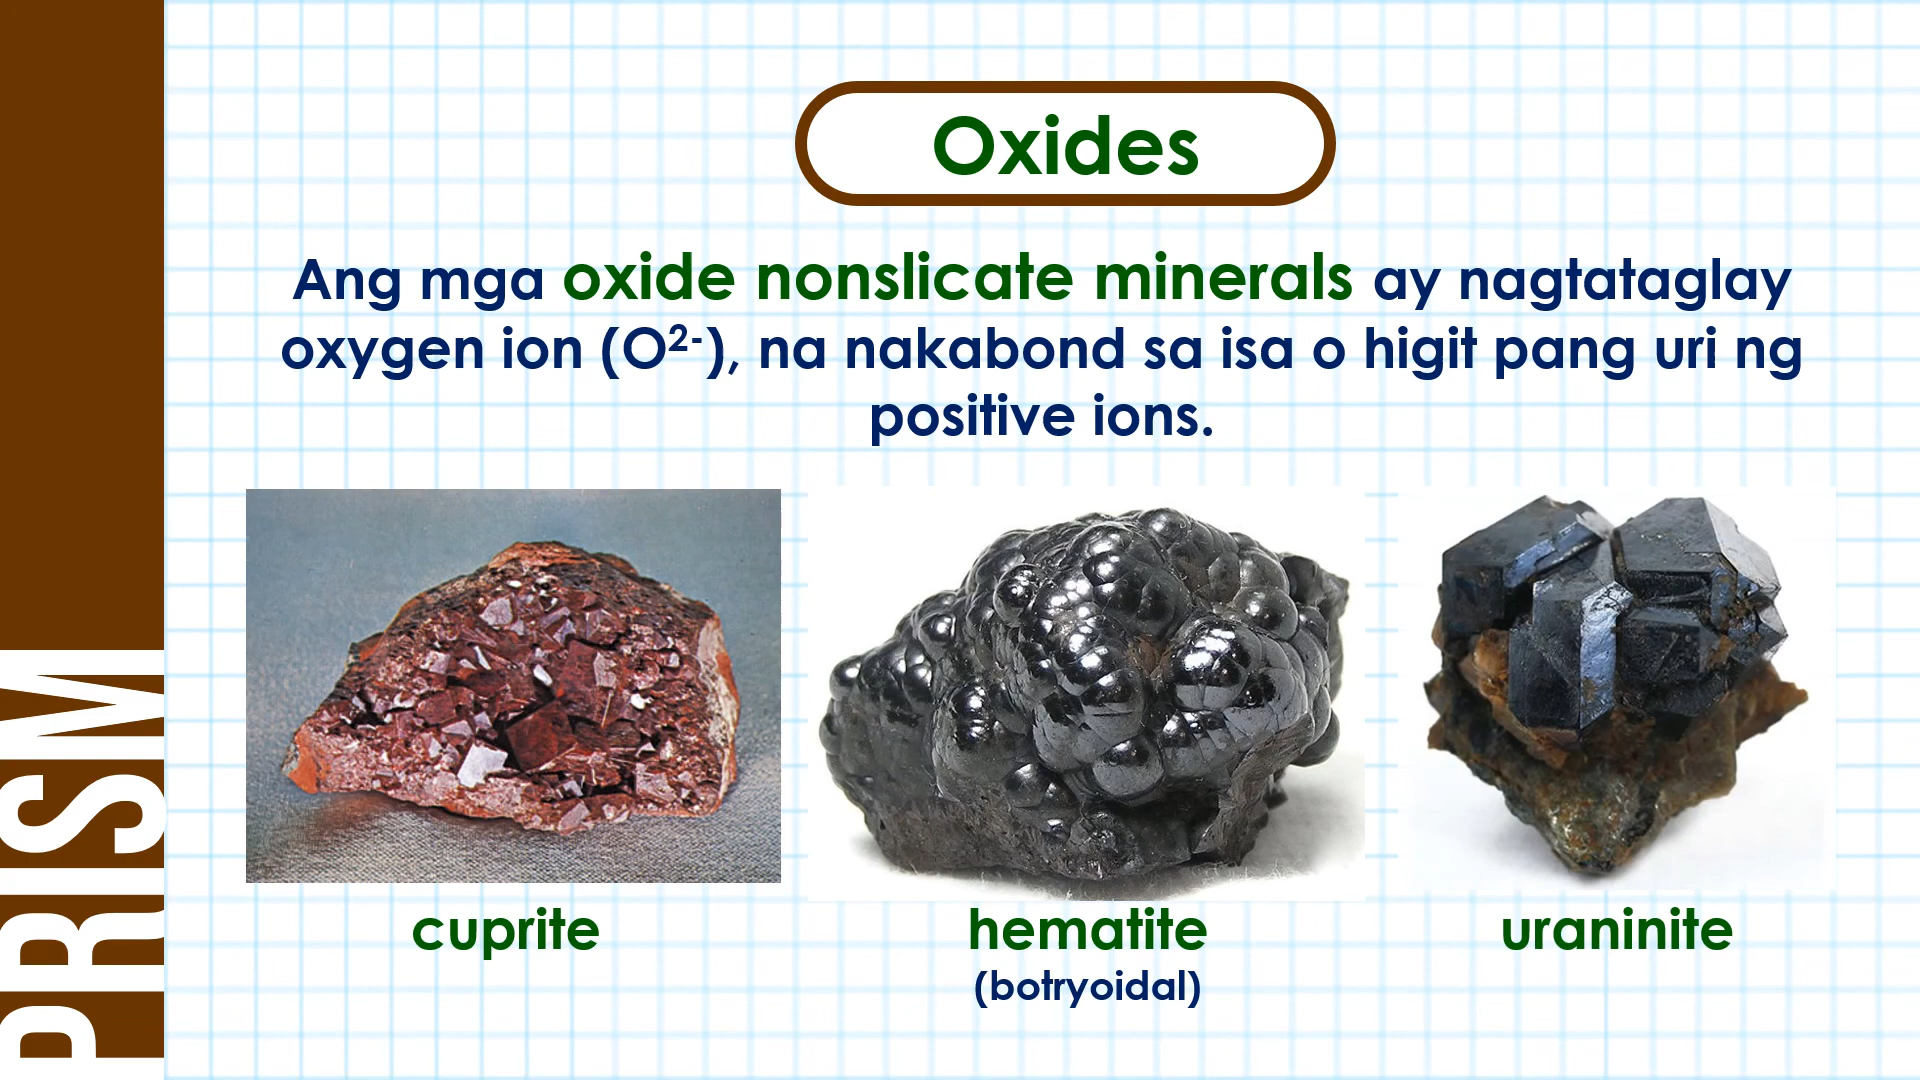 Oxides
Ang mga oxide nonslicate minerals ay nagtataglay
oxygen ion (O²⁻), na nakabond sa isa o higit pang uri ng
positive ions.
cuprite
hematite
(botryoidal)
uraninite
PRISM